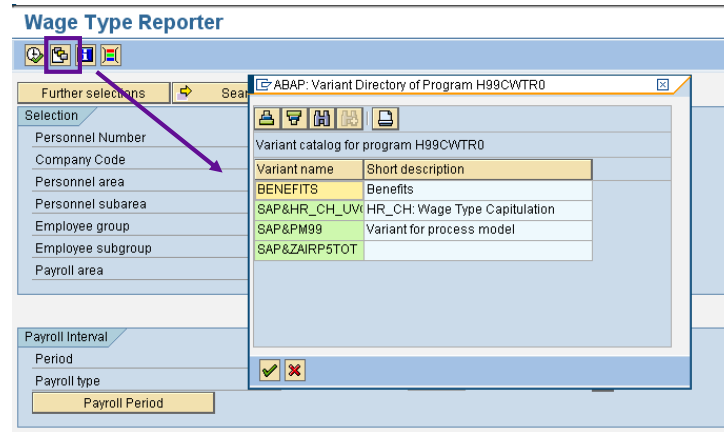 Wage Type Reporter
Further selections
Sear
ABAP: Variant Directory of Program H99CWTR0
Selection
Personnel Number
Company Code
Personnel area
Personnel subarea
Employee group
Employee subgroup
Payroll area
Variant catalog for program H99CWTR0
Variant name Short description
BENEFITS Benefits
SAP&HR_CH_UV HR_CH: Wage Type Capitulation
SAP&PM99 Variant for process model
SAP&ZAIRP5TOT
Payroll Interval
Period
Payroll type
Payroll Period